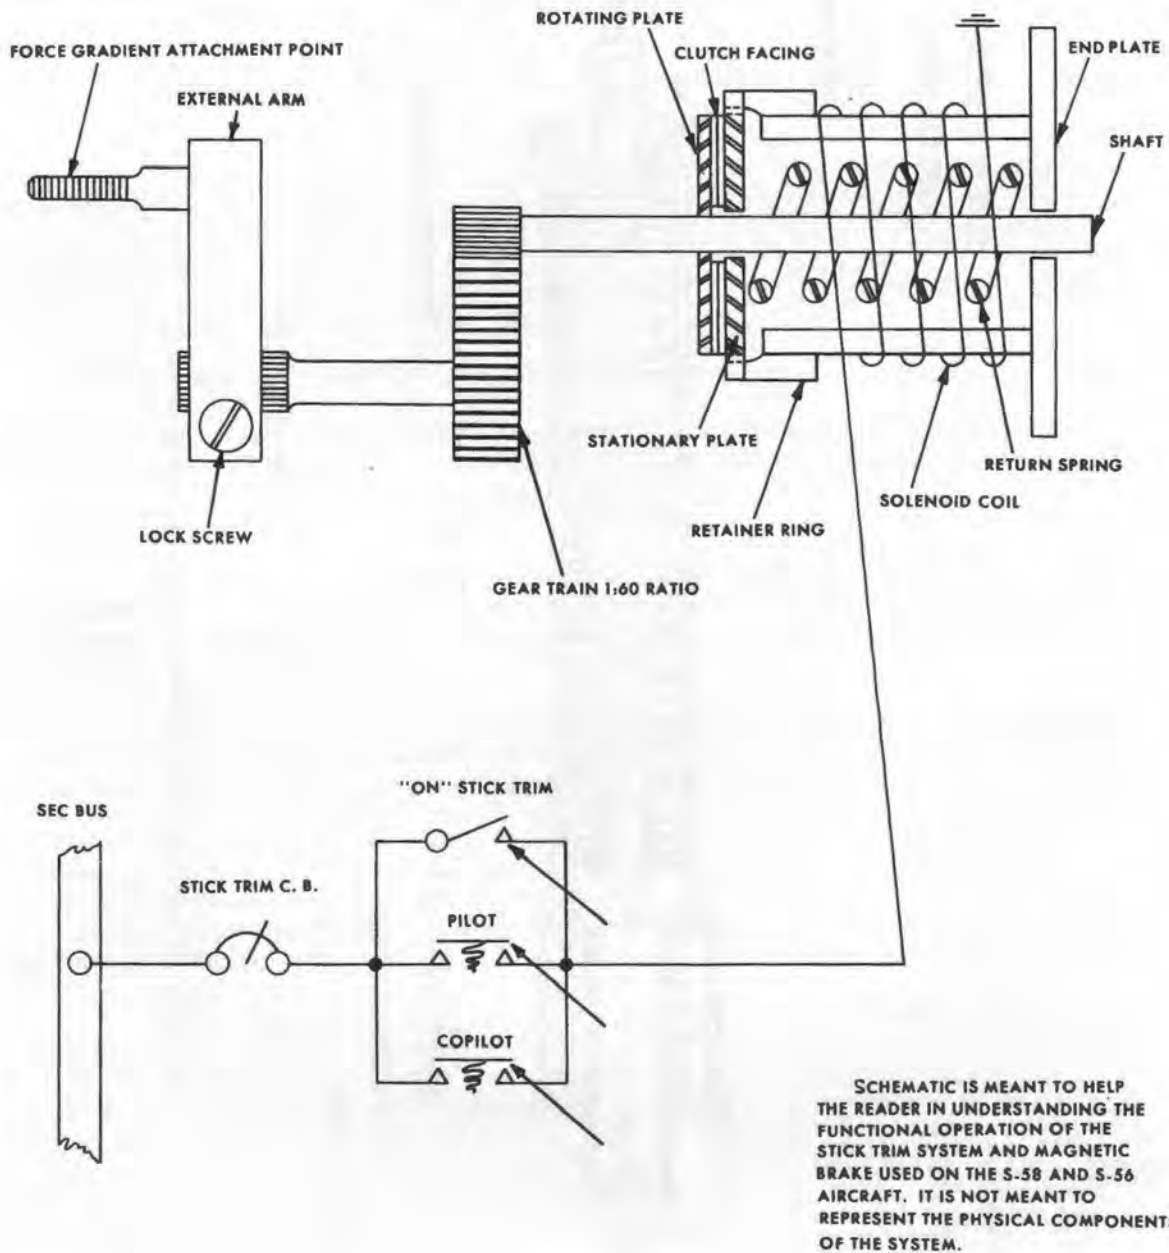 ROTATING PLATE
FORCE GRADIENT ATTACHMENT POINT
CLUTCH FACING
END PLATE
EXTERNAL ARM
SHAFT
STATIONARY PLATE
RETURN SPRING
SOLENOID COIL
RETAINER RING
LOCK SCREW
GEAR TRAIN 1:60 RATIO
"ON" STICK TRIM
SEC BUS
STICK TRIM C. B.
PILOT
COPILOT
SCHEMATIC IS MEANT TO HELP
THE READER IN UNDERSTANDING THE
FUNCTIONAL OPERATION OF THE
STICK TRIM SYSTEM AND MAGNETIC
BRAKE USED ON THE S-58 AND S-56
AIRCRAFT. IT IS NOT MEANT TO
REPRESENT THE PHYSICAL COMPONENTS
OF THE SYSTEM.